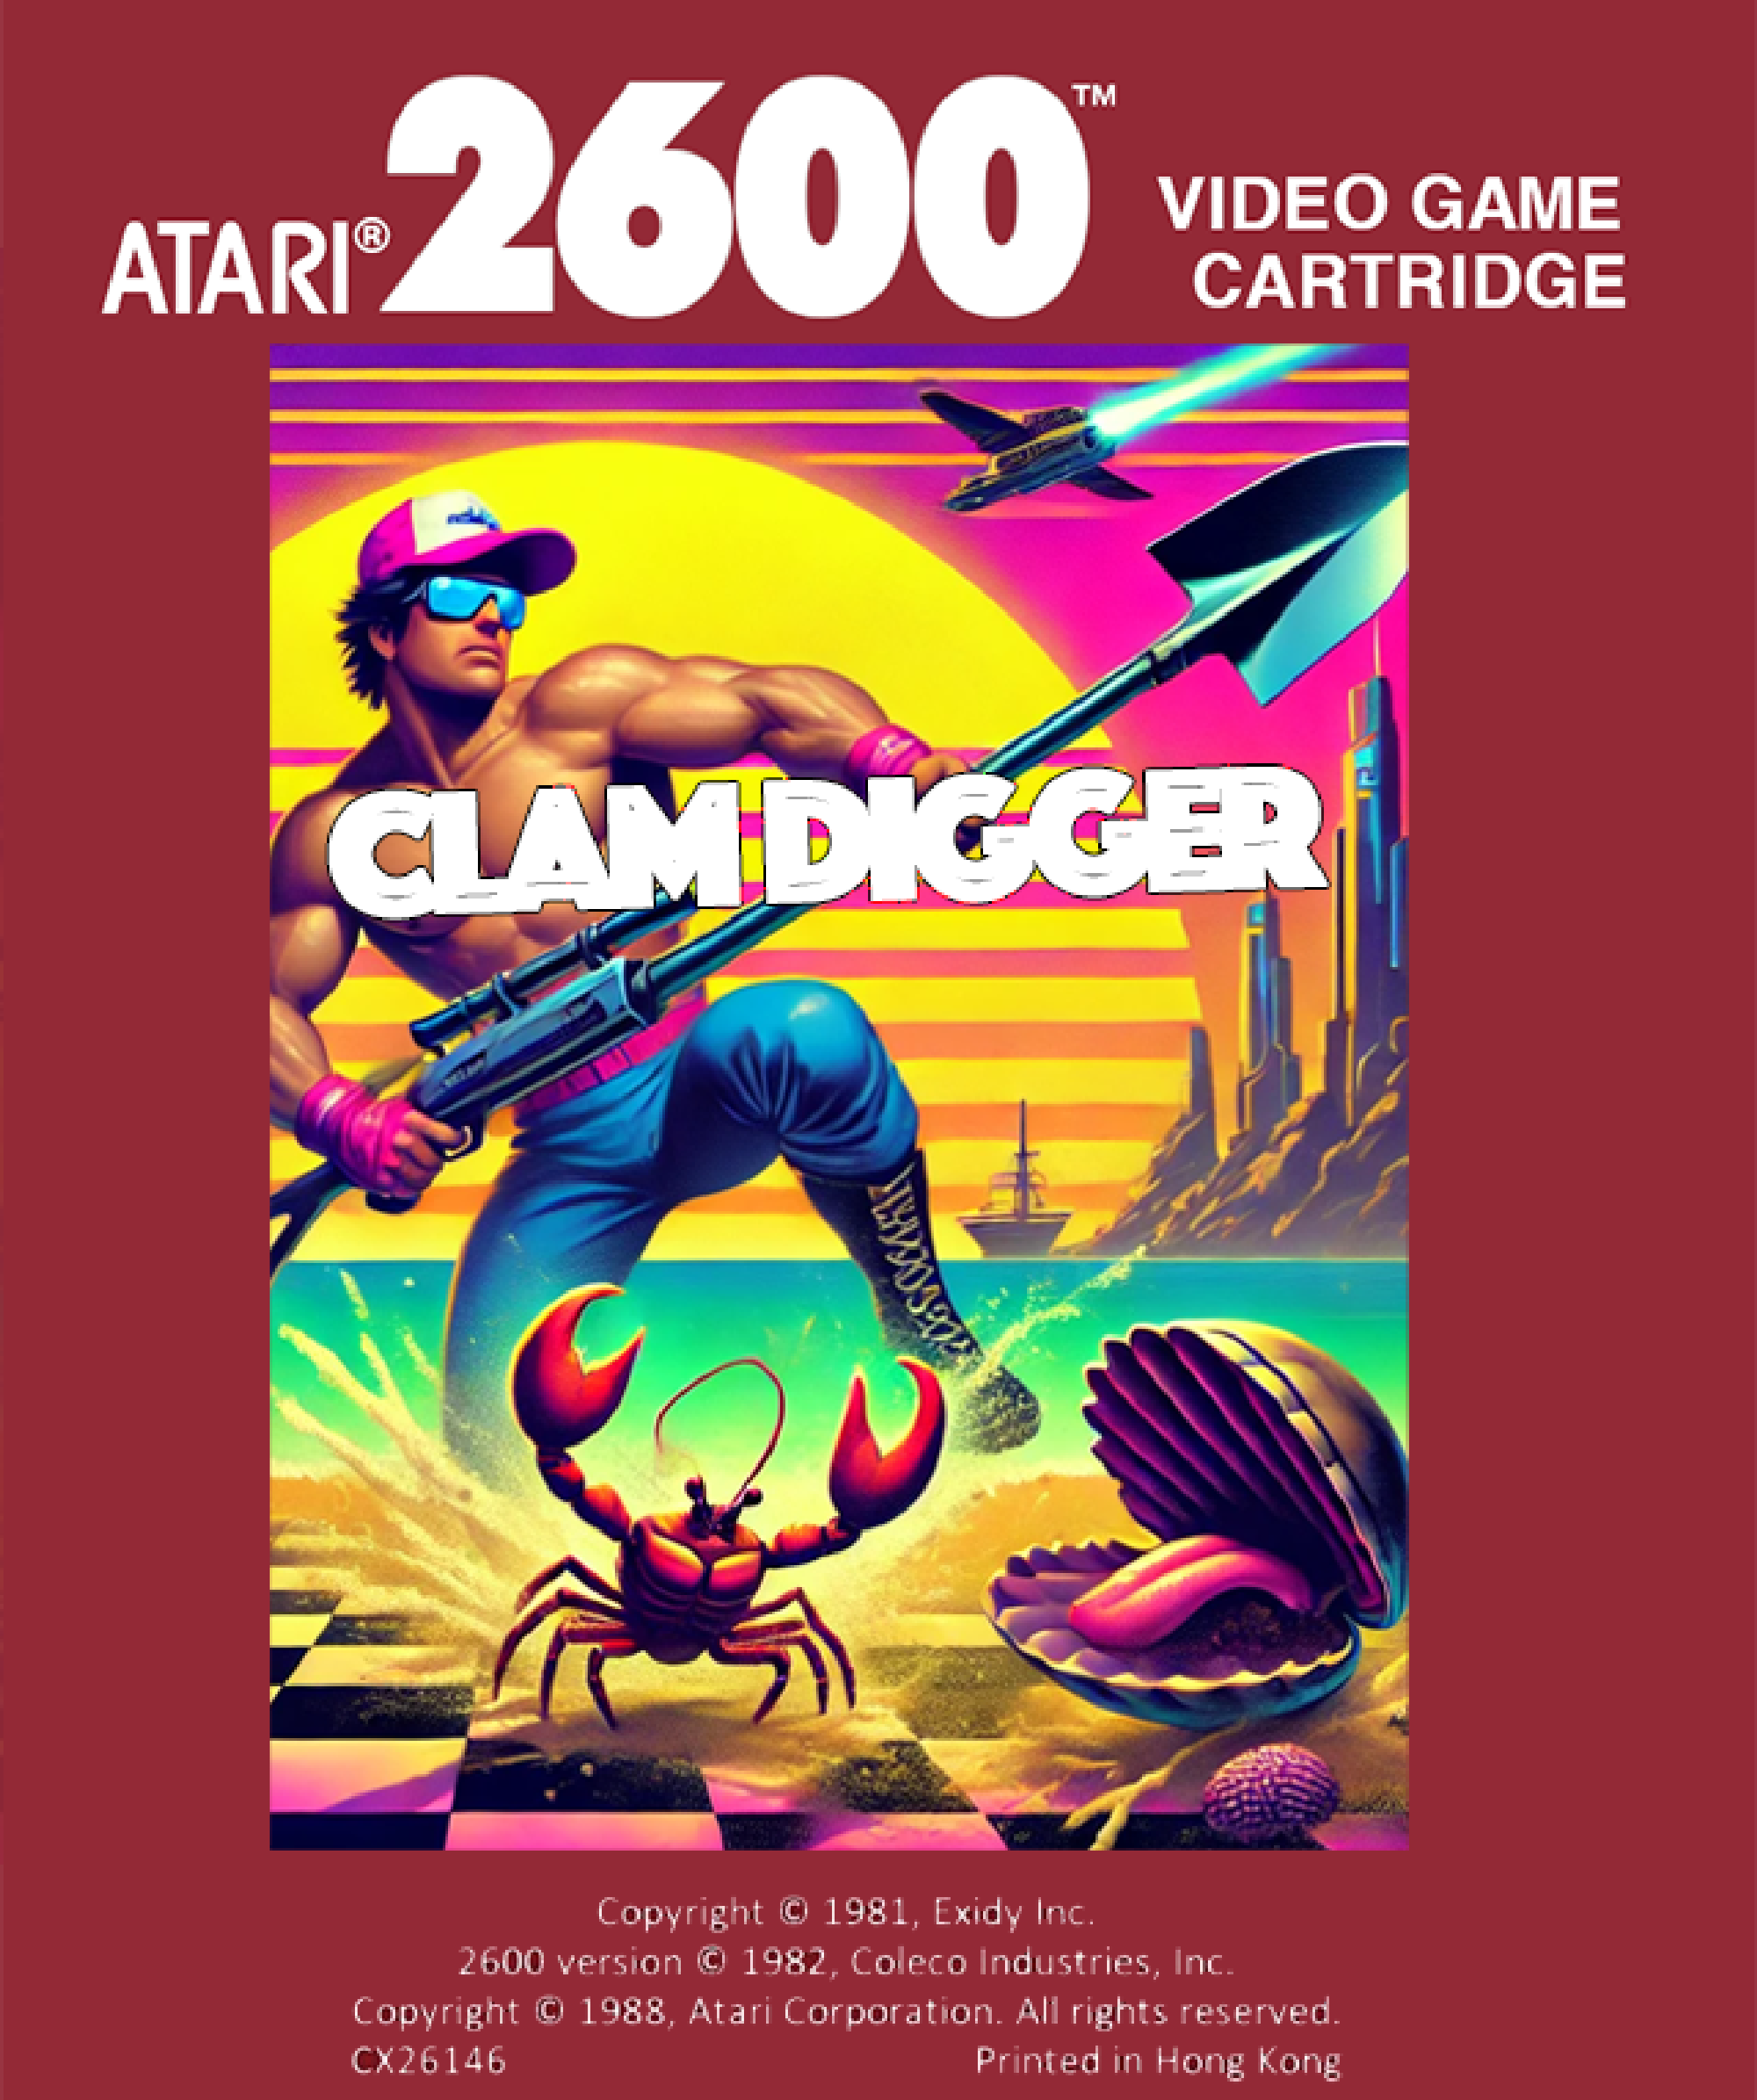 ATARI® 2600™
VIDEO GAME
CARTRIDGE
CLAM DIGGER
Copyright © 1981, Exidy Inc.
2600 version © 1982, Coleco Industries, Inc.
Copyright © 1988, Atari Corporation. All rights reserved.
CX26146 Printed in Hong Kong